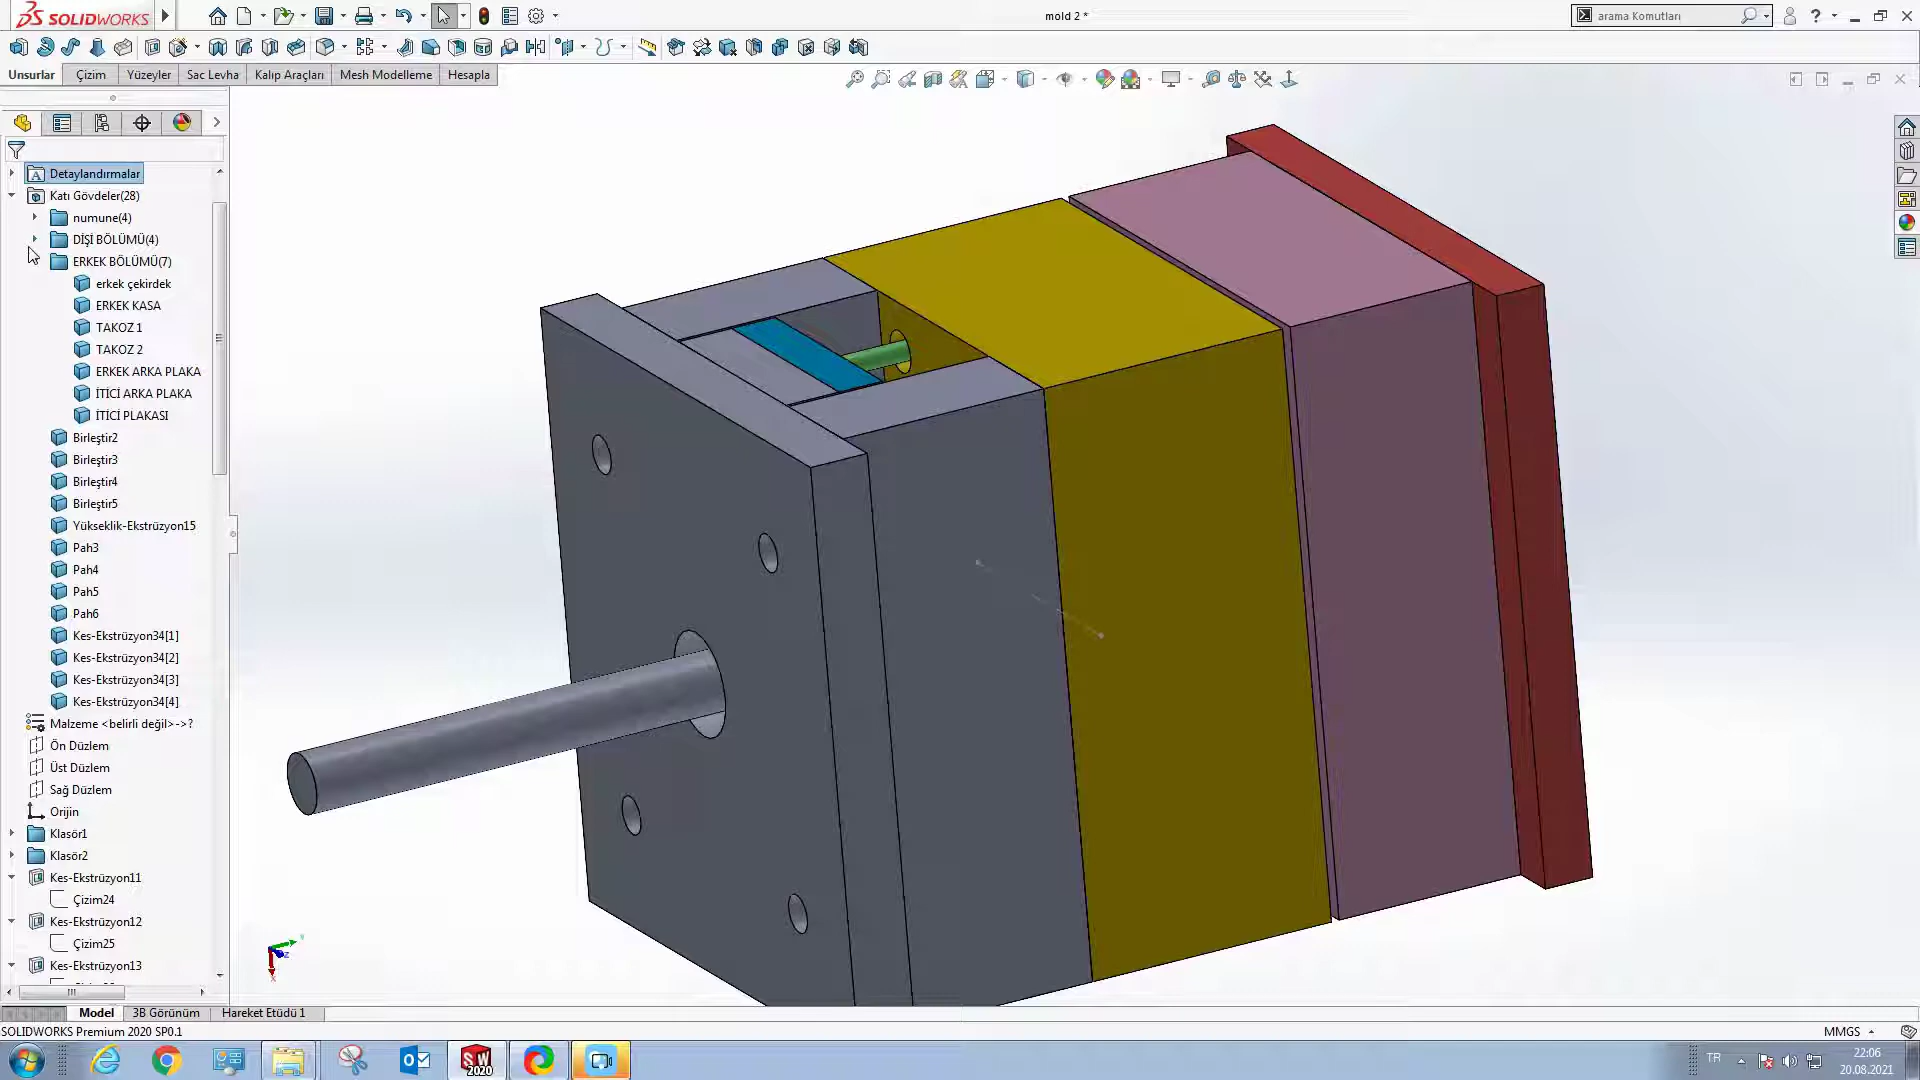 SOLIDWORKS
mold 2 *
arama Komutları
Unsurlar
Çizim
Yüzeyler
Sac Levha
Kalıp Araçları
Mesh Modelleme
Hesapla
Detaylandırmalar
Katı Gövdeler(28)
numune(4)
DİŞİ BÖLÜMÜ(4)
ERKEK BÖLÜMÜ(7)
erkek çekirdek
ERKEK KASA
TAKOZ 1
TAKOZ 2
ERKEK ARKA PLAKA
İTİCİ ARKA PLAKA
İTİCİ PLAKASI
Birleştir2
Birleştir3
Birleştir4
Birleştir5
Yükseklik-Ekstrüzyon15
Pah3
Pah4
Pah5
Pah6
Kes-Ekstrüzyon34[1]
Kes-Ekstrüzyon34[2]
Kes-Ekstrüzyon34[3]
Kes-Ekstrüzyon34[4]
Malzeme <belirli değil>->?
Ön Düzlem
Üst Düzlem
Sağ Düzlem
Orijin
Klasör1
Klasör2
Kes-Ekstrüzyon11
Çizim24
Kes-Ekstrüzyon12
Çizim25
Kes-Ekstrüzyon13
Model
3B Görünüm
Hareket Etüdü 1
SOLIDWORKS Premium 2020 SP0.1
MMGS
SW
2020
TR
22:06
20.08.2021